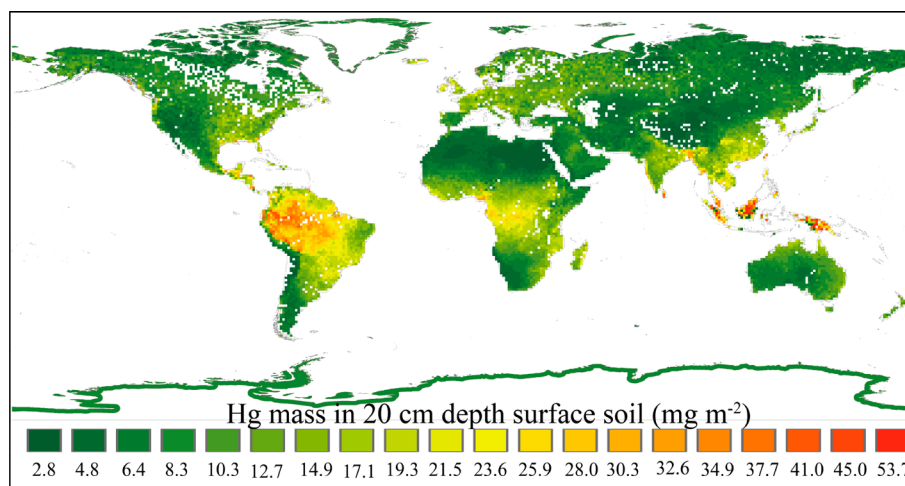 Hg mass in 20 cm depth surface soil (mg m⁻²)
2.8 4.8 6.4 8.3 10.3 12.7 14.9 17.1 19.3 21.5 23.6 25.9 28.0 30.3 32.6 34.9 37.7 41.0 45.0 53.7